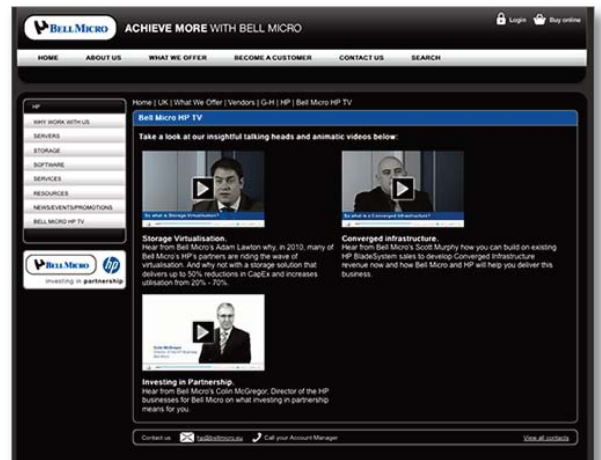 BELL MICRO
ACHIEVE MORE WITH BELL MICRO
Login
Buy online
HOME
ABOUT US
WHAT WE OFFER
BECOME A CUSTOMER
CONTACT US
SEARCH
HP
WHY WORK WITH US
SERVERS
STORAGE
SOFTWARE
SERVICES
RESOURCES
NEWS/EVENTS/PROMOTIONS
BELL MICRO HP TV
BELL MICRO
hp
investing in partnership
Home | UK | What We Offer | Vendors | G-H | HP | Bell Micro HP TV
Bell Micro HP TV
Take a look at our insightful talking heads and animatic videos below:
So what is Storage Virtualisation?
Storage Virtualisation.
Hear from Bell Micro's Adam Lawton why, in 2010, many of
Bell Micro's HP's partners are riding the wave of
virtualisation. And why not with a storage solution that
delivers up to 50% reductions in CapEx and increases
utilisation from 20% - 70%.
So what is a Converged Infrastructure?
Converged infrastructure.
Hear from Bell Micro's Scott Murphy how you can build on existing
HP BladeSystem sales to develop Converged Infrastructure
revenue now and how Bell Micro and HP will help you deliver this
business.
Colin McGregor
Investing in Partnership.
Hear from Bell Micro's Colin McGregor, Director of the HP
businesses for Bell Micro on what investing in partnership
means for you.
Contact us
hp@bellmicro.eu
Call your Account Manager
View all contacts